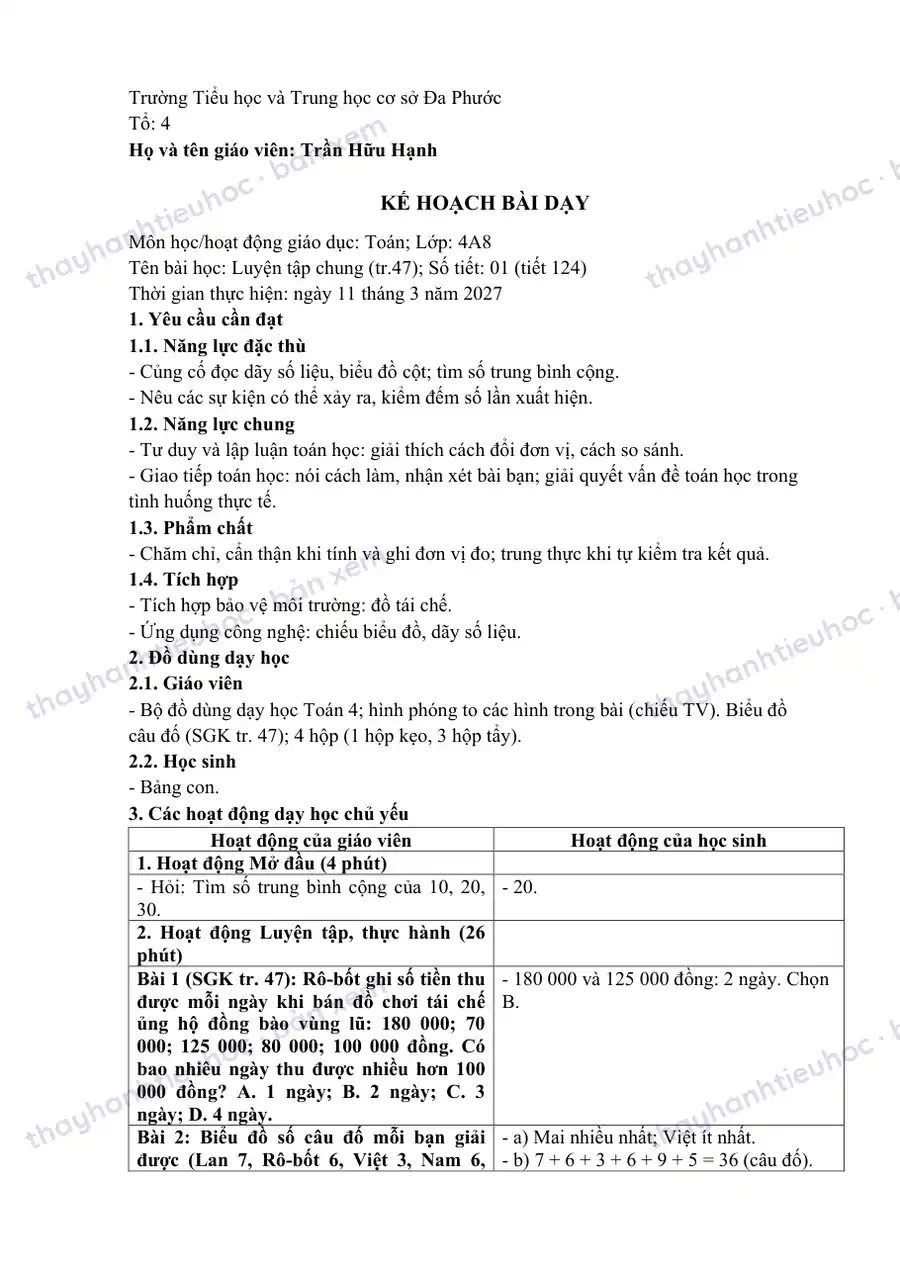 Trường Tiểu học và Trung học cơ sở Đa Phước
Tổ: 4
Họ và tên giáo viên: Trần Hữu Hạnh
KẾ HOẠCH BÀI DẠY
Môn học/hoạt động giáo dục: Toán; Lớp: 4A8
Tên bài học: Luyện tập chung (tr.47); Số tiết: 01 (tiết 124)
Thời gian thực hiện: ngày 11 tháng 3 năm 2027
1. Yêu cầu cần đạt
1.1. Năng lực đặc thù
- Củng cố đọc dãy số liệu, biểu đồ cột; tìm số trung bình cộng.
- Nêu các sự kiện có thể xảy ra, kiểm đếm số lần xuất hiện.
1.2. Năng lực chung
- Tư duy và lập luận toán học: giải thích cách đổi đơn vị, cách so sánh.
- Giao tiếp toán học: nói cách làm, nhận xét bài bạn; giải quyết vấn đề toán học trong
tình huống thực tế.
1.3. Phẩm chất
- Chăm chỉ, cẩn thận khi tính và ghi đơn vị đo; trung thực khi tự kiểm tra kết quả.
1.4. Tích hợp
- Tích hợp bảo vệ môi trường: đồ tái chế.
- Ứng dụng công nghệ: chiếu biểu đồ, dãy số liệu.
2. Đồ dùng dạy học
2.1. Giáo viên
- Bộ đồ dùng dạy học Toán 4; hình phóng to các hình trong bài (chiếu TV). Biểu đồ
câu đố (SGK tr. 47); 4 hộp (1 hộp kẹo, 3 hộp tẩy).
2.2. Học sinh
- Bảng con.
3. Các hoạt động dạy học chủ yếu
Hoạt động của giáo viên
Hoạt động của học sinh
1. Hoạt động Mở đầu (4 phút)
- Hỏi: Tìm số trung bình cộng của 10, 20,
30.
- 20.
2. Hoạt động Luyện tập, thực hành (26
phút)
Bài 1 (SGK tr. 47): Rô-bốt ghi số tiền thu
được mỗi ngày khi bán đồ chơi tái chế
ủng hộ đồng bào vùng lũ: 180 000; 70
000; 125 000; 80 000; 100 000 đồng. Có
bao nhiêu ngày thu được nhiều hơn 100
000 đồng? A. 1 ngày; B. 2 ngày; C. 3
ngày; D. 4 ngày.
- 180 000 và 125 000 đồng: 2 ngày. Chọn
B.
Bài 2: Biểu đồ số câu đố mỗi bạn giải
được (Lan 7, Rô-bốt 6, Việt 3, Nam 6,
- a) Mai nhiều nhất; Việt ít nhất.
- b) 7 + 6 + 3 + 6 + 9 + 5 = 36 (câu đố).
thayhanhtieuhoc · bản xem
thayhanhtieuhoc · b
thayhanhtieuhoc · bản xem
thayhanhtieuhoc · b
thayhanhtieuhoc · bản xem
thayhanhtieuhoc · b